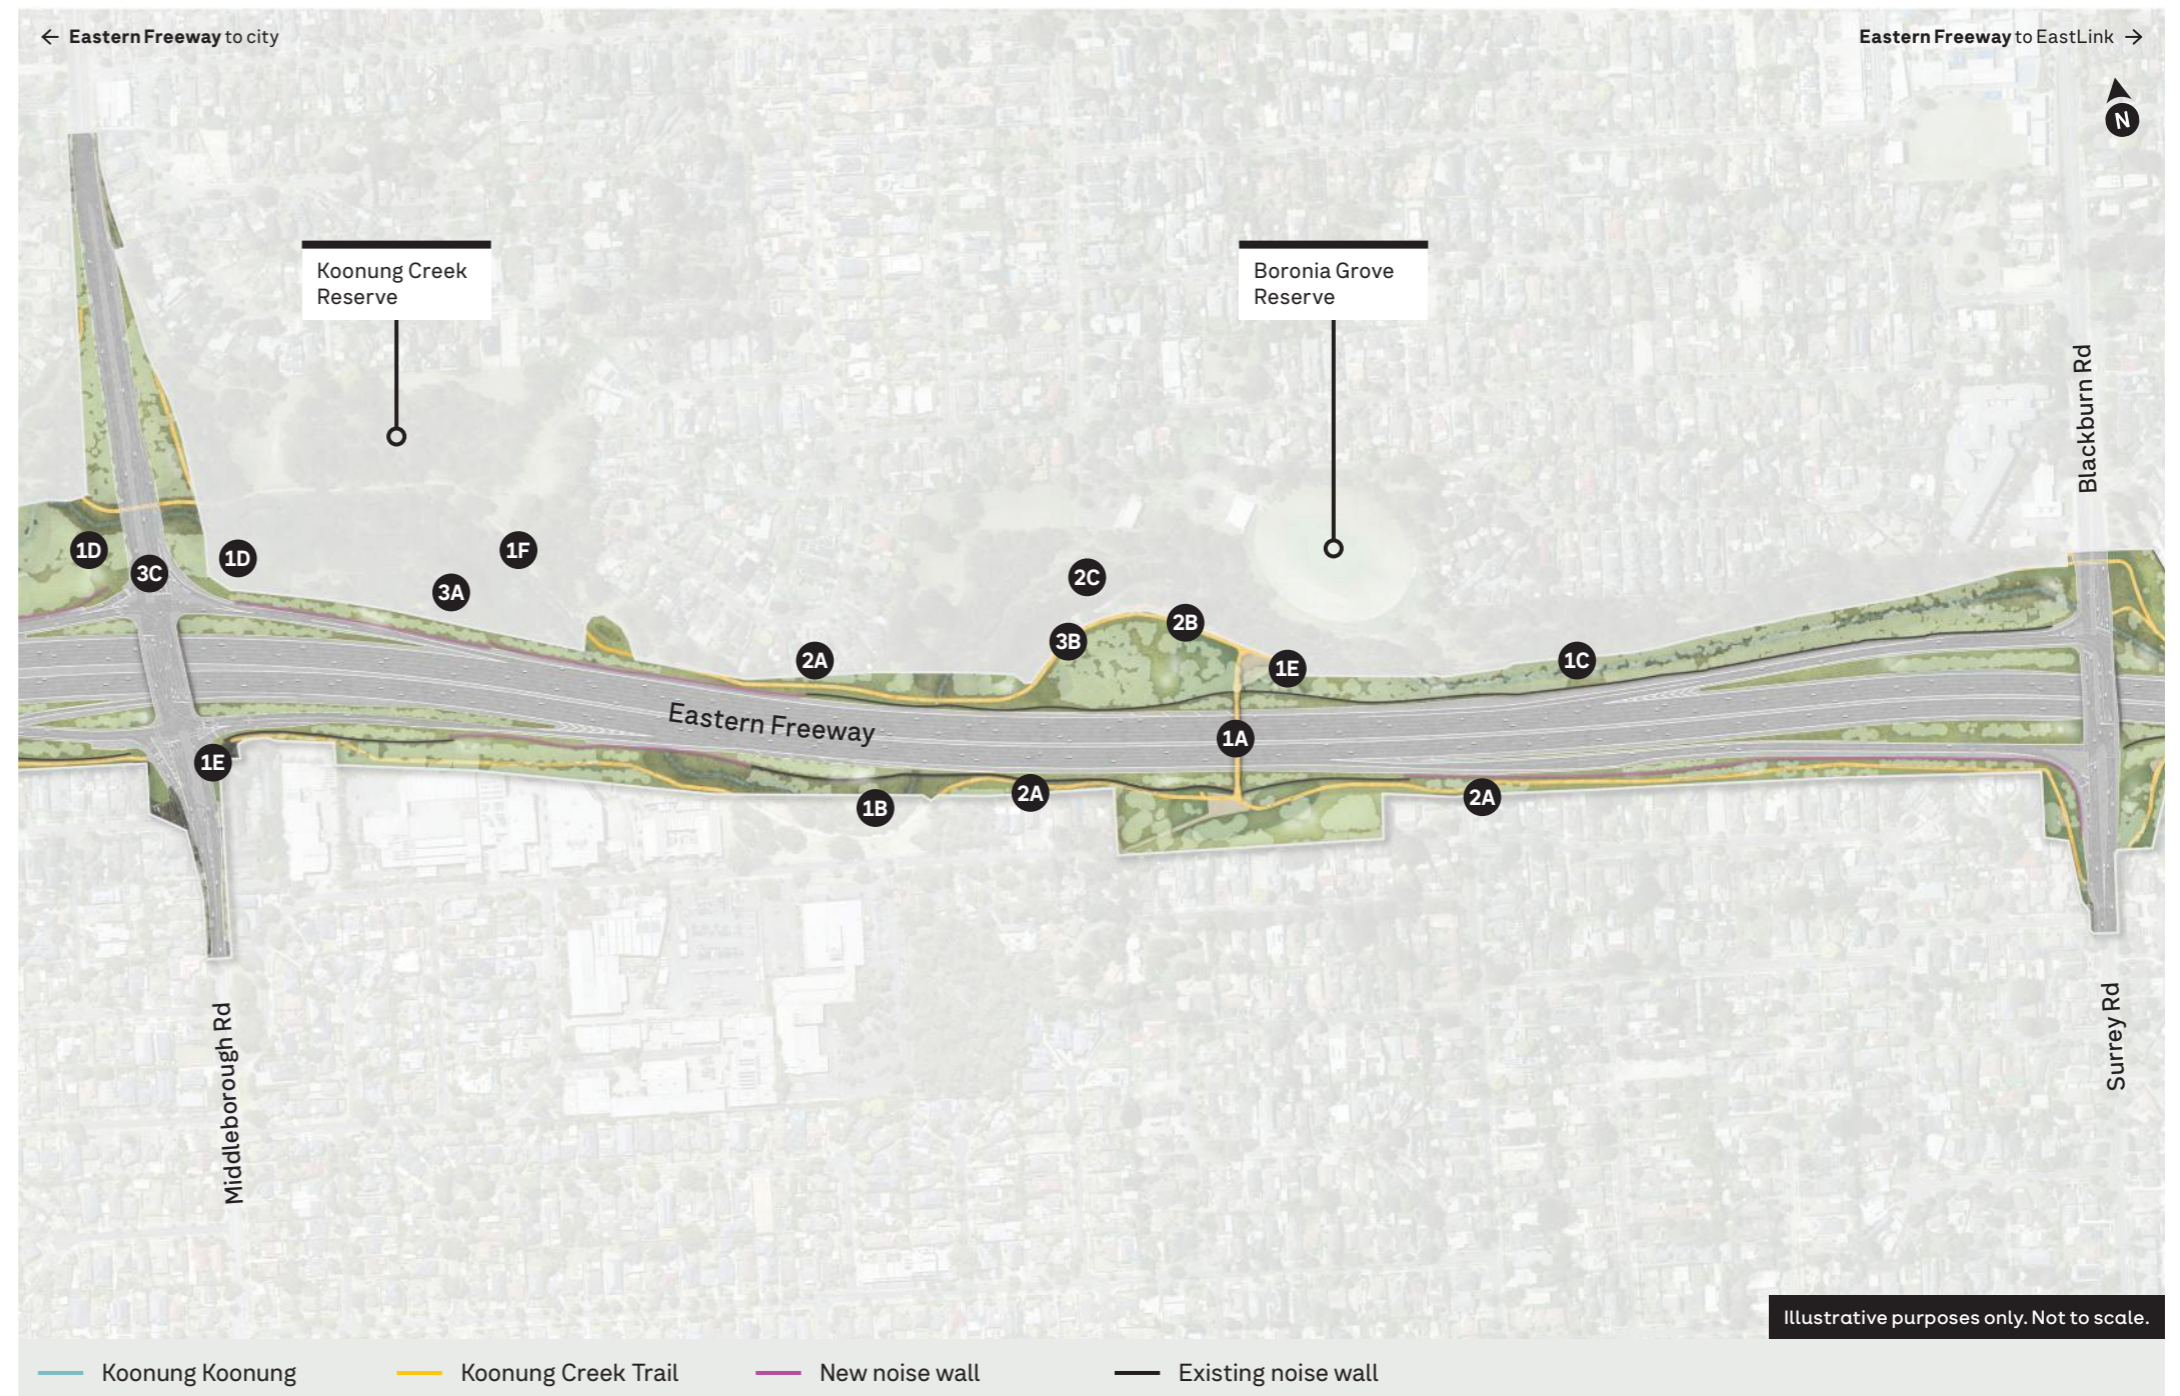 ← Eastern Freeway to city
Eastern Freeway to EastLink →
N
Koonung Creek
Reserve
Boronia Grove
Reserve
Blackburn Rd
1D
3C
1D
3A
1F
2A
2C
3B
2B
1E
1C
Eastern Freeway
1A
1E
1B
2A
2A
Middleborough Rd
Surrey Rd
Illustrative purposes only. Not to scale.
Koonung Koonung
Koonung Creek Trail
New noise wall
Existing noise wall